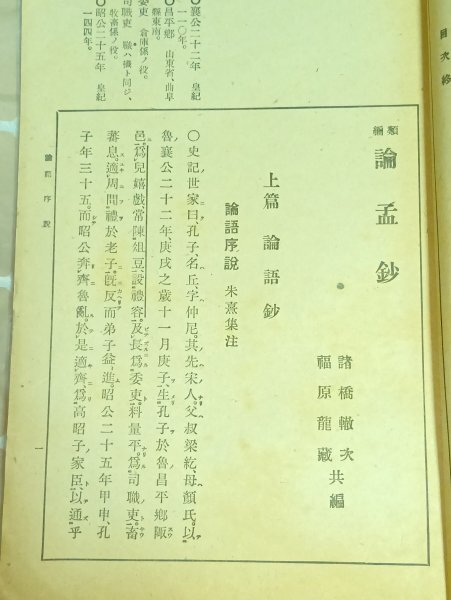 目次終
類編 論孟鈔
諸橋轍次
福原龍藏 共編
上篇 論語鈔
論語序說 朱熹集注
〇史記世家曰、孔子、名丘、字仲尼。其先宋人。父叔梁紇、母顏氏。以
魯襄公二十二年、庚戌之歲十一月庚子、生孔子於魯昌平鄉陬
邑。爲兒嬉戲、常陳俎豆、設禮容。及長、爲委吏、料量平。爲司職吏、畜
蕃息。適周、問禮於老子。旣反而弟子益進。昭公二十五年甲申、孔
子年三十五。而昭公奔齊、魯亂。於是適齊、爲高昭子家臣、以通乎
〇襄公二十二年 皇紀
一一〇年。
〇昌平鄉 山東省、曲阜
縣東南。
委吏 倉庫係ノ役。
司職吏 職ハ樴ト同ジ、
牧畜係ノ役。
〇昭公二十五年 皇紀
一四四年。
論語序說
一